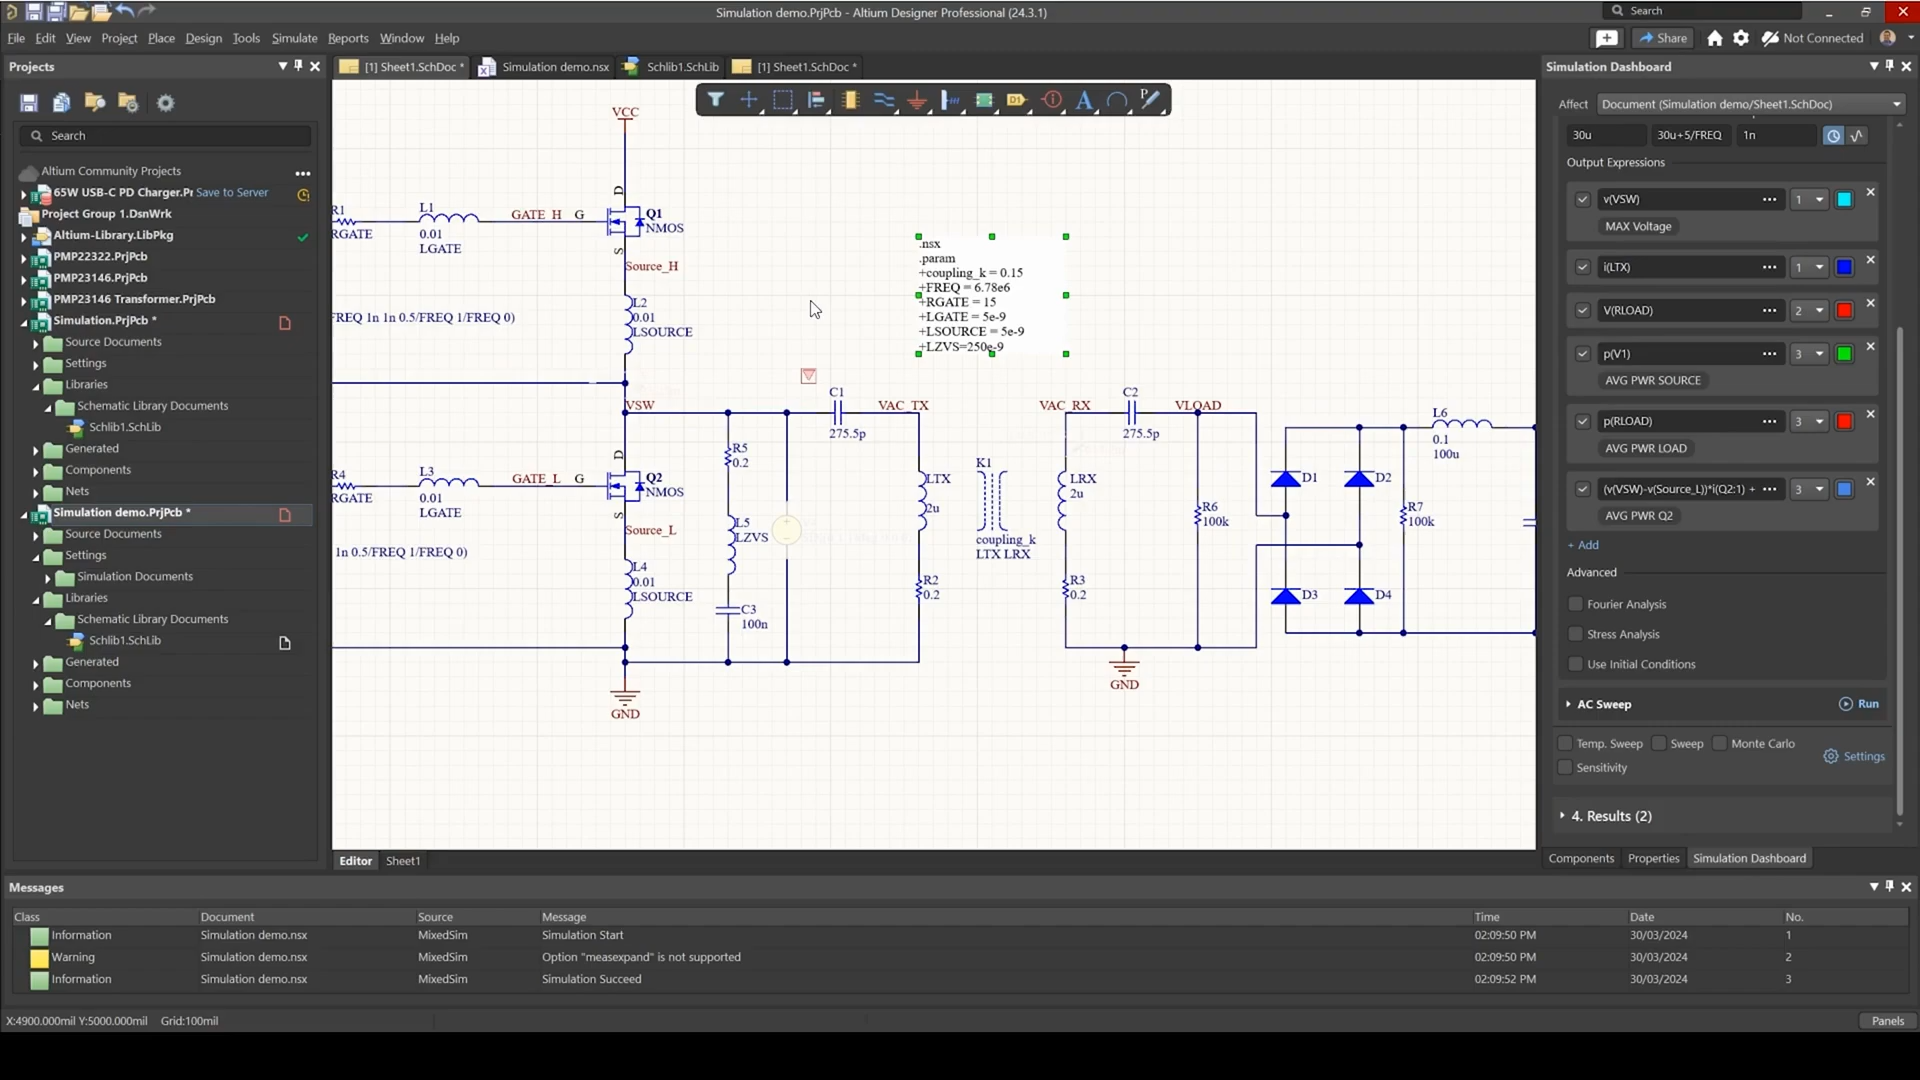 Simulation demo.PrjPcb - Altium Designer Professional (24.3.1)
Search
File Edit View Project Place Design Tools Simulate Reports Window Help
Share
Not Connected
Projects
[1] Sheet1.SchDoc *
Simulation demo.nsx
Schlib1.SchLib
[1] Sheet1.SchDoc *
Simulation Dashboard
Search
Altium Community Projects
65W USB-C PD Charger.Pr Save to Server
Project Group 1.DsnWrk
Altium-Library.LibPkg
PMP22322.PrjPcb
PMP23146.PrjPcb
PMP23146 Transformer.PrjPcb
Simulation.PrjPcb *
Source Documents
Settings
Libraries
Schematic Library Documents
Schlib1.SchLib
Generated
Components
Nets
Simulation demo.PrjPcb *
Source Documents
Settings
Simulation Documents
Libraries
Schematic Library Documents
Schlib1.SchLib
Generated
Components
Nets
VCC
R1
RGATE
L1
0.01
LGATE
GATE_H
G
D
S
Q1
NMOS
Source_H
FREQ 1n 1n 0.5/FREQ 1/FREQ 0)
L2
0.01
LSOURCE
.nsx
.param
+coupling_k = 0.15
+FREQ = 6.78e6
+RGATE = 15
+LGATE = 5e-9
+LSOURCE = 5e-9
+LZVS=250e-9
VSW
C1
275.5p
VAC_TX
VAC_RX
C2
275.5p
VLOAD
L6
0.1
100u
R4
RGATE
L3
0.01
LGATE
GATE_L
G
D
S
Q2
NMOS
Source_L
1n 0.5/FREQ 1/FREQ 0)
L4
0.01
LSOURCE
R5
0.2
L5
LZVS
C3
100n
LTX
2u
R2
0.2
K1
coupling_k
LTX LRX
LRX
2u
R3
0.2
R6
100k
D1
D2
D3
D4
R7
100k
GND
GND
Editor
Sheet1
Affect
Document (Simulation demo/Sheet1.SchDoc)
30u
30u+5/FREQ
1n
Output Expressions
v(VSW) ... 1
MAX Voltage
i(LTX) ... 1
V(RLOAD) ... 2
p(V1) ... 3
AVG PWR SOURCE
p(RLOAD) ... 3
AVG PWR LOAD
(v(VSW)-v(Source_L))*i(Q2:1) + ... 3
AVG PWR Q2
+ Add
Advanced
Fourier Analysis
Stress Analysis
Use Initial Conditions
AC Sweep
Run
Temp. Sweep
Sweep
Monte Carlo
Sensitivity
Settings
4. Results (2)
Components
Properties
Simulation Dashboard
Messages
Class Document Source Message Time Date No.
Information Simulation demo.nsx MixedSim Simulation Start 02:09:50 PM 30/03/2024 1
Warning Simulation demo.nsx MixedSim Option "measexpand" is not supported 02:09:50 PM 30/03/2024 2
Information Simulation demo.nsx MixedSim Simulation Succeed 02:09:52 PM 30/03/2024 3
X:4900.000mil Y:5000.000mil Grid:100mil
Panels